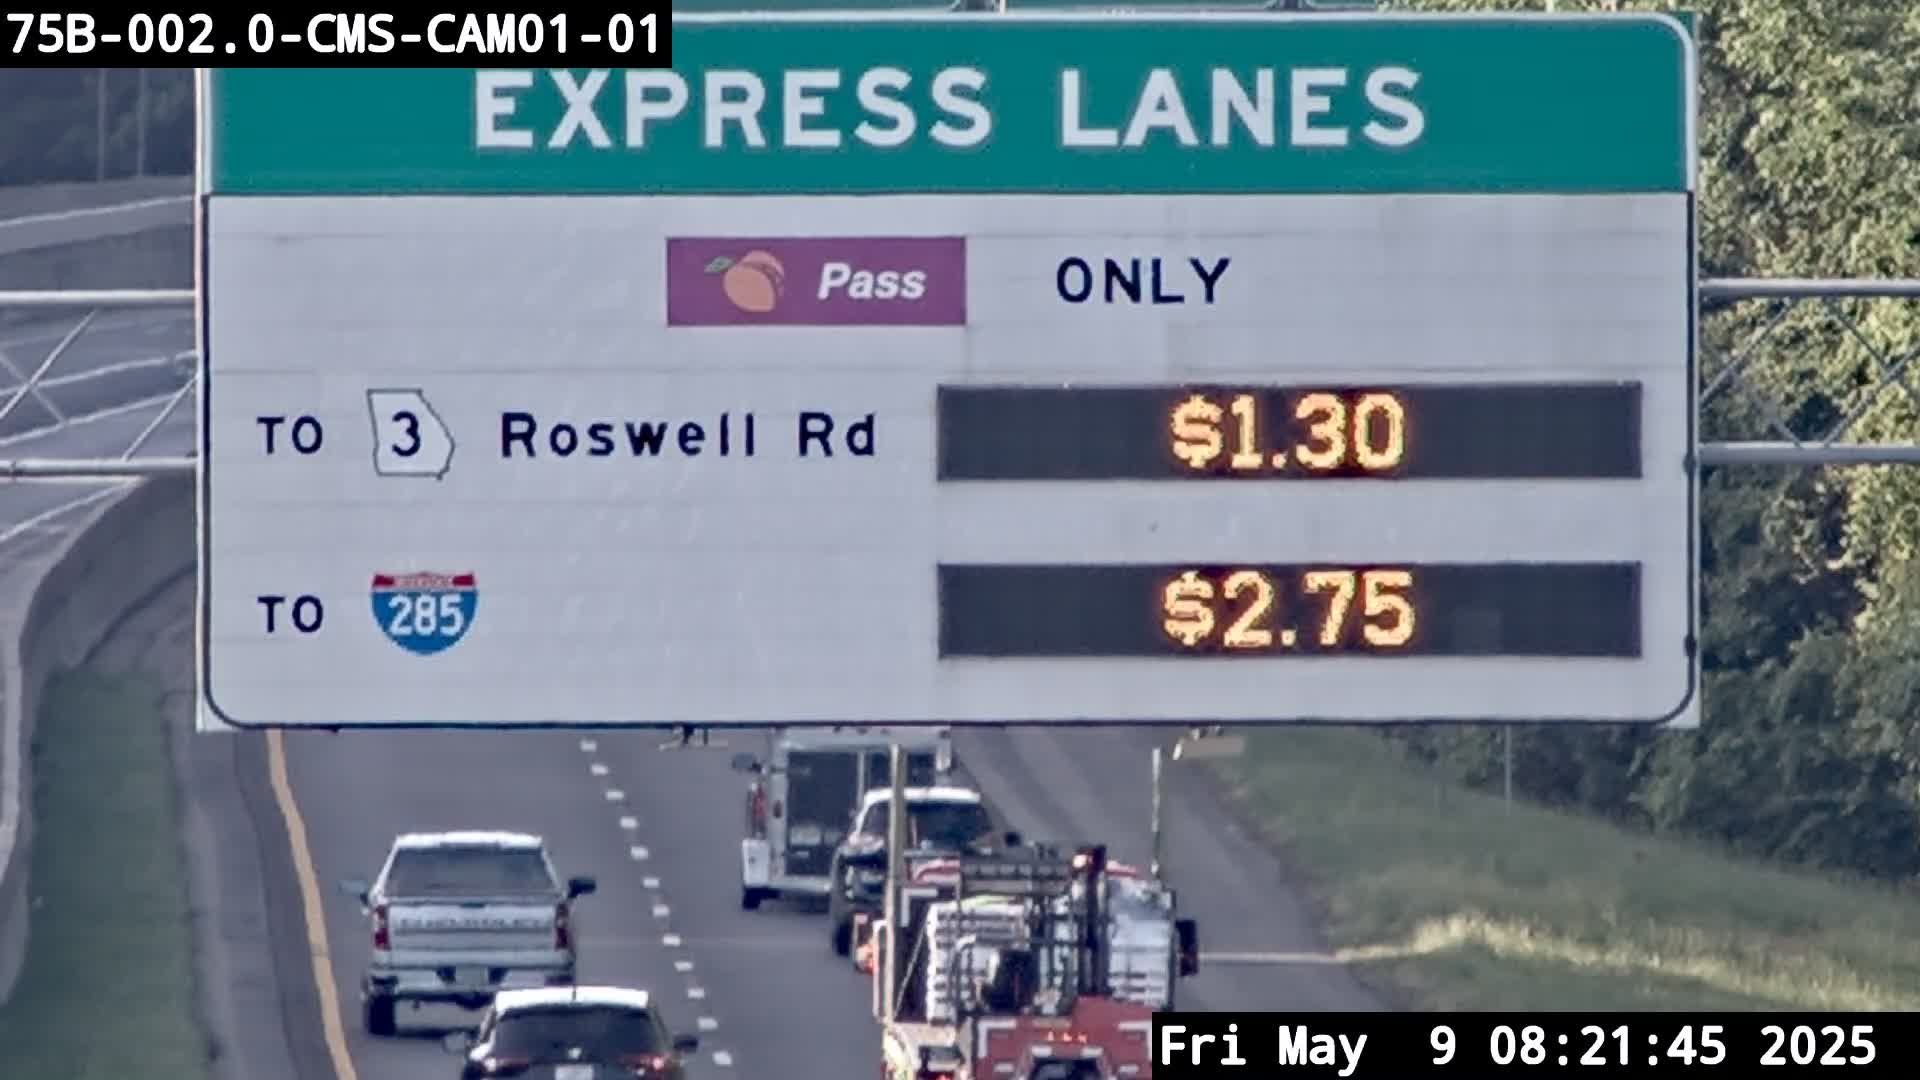 75B-002.0-CMS-CAM01-01
EXPRESS LANES
Pass ONLY
TO 3 Roswell Rd $1.30
TO 285 $2.75
CHEVROLET
Fri May 9 08:21:45 2025